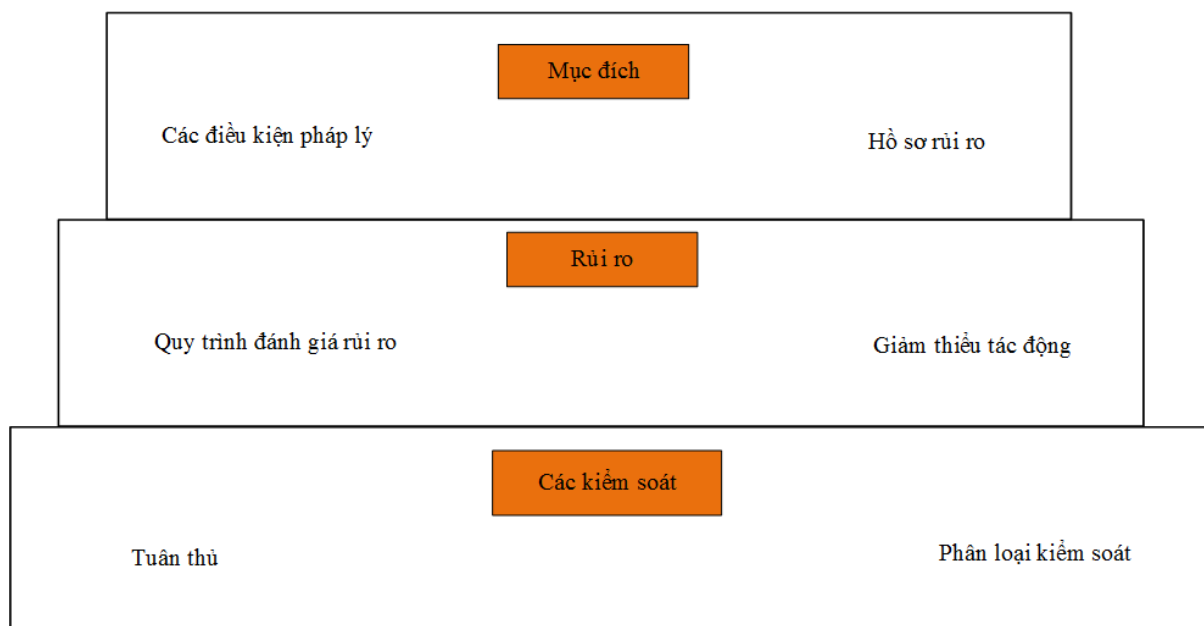 Mục đích
Các điều kiện pháp lý
Hồ sơ rủi ro
Rủi ro
Quy trình đánh giá rủi ro
Giảm thiểu tác động
Các kiểm soát
Tuân thủ
Phân loại kiểm soát